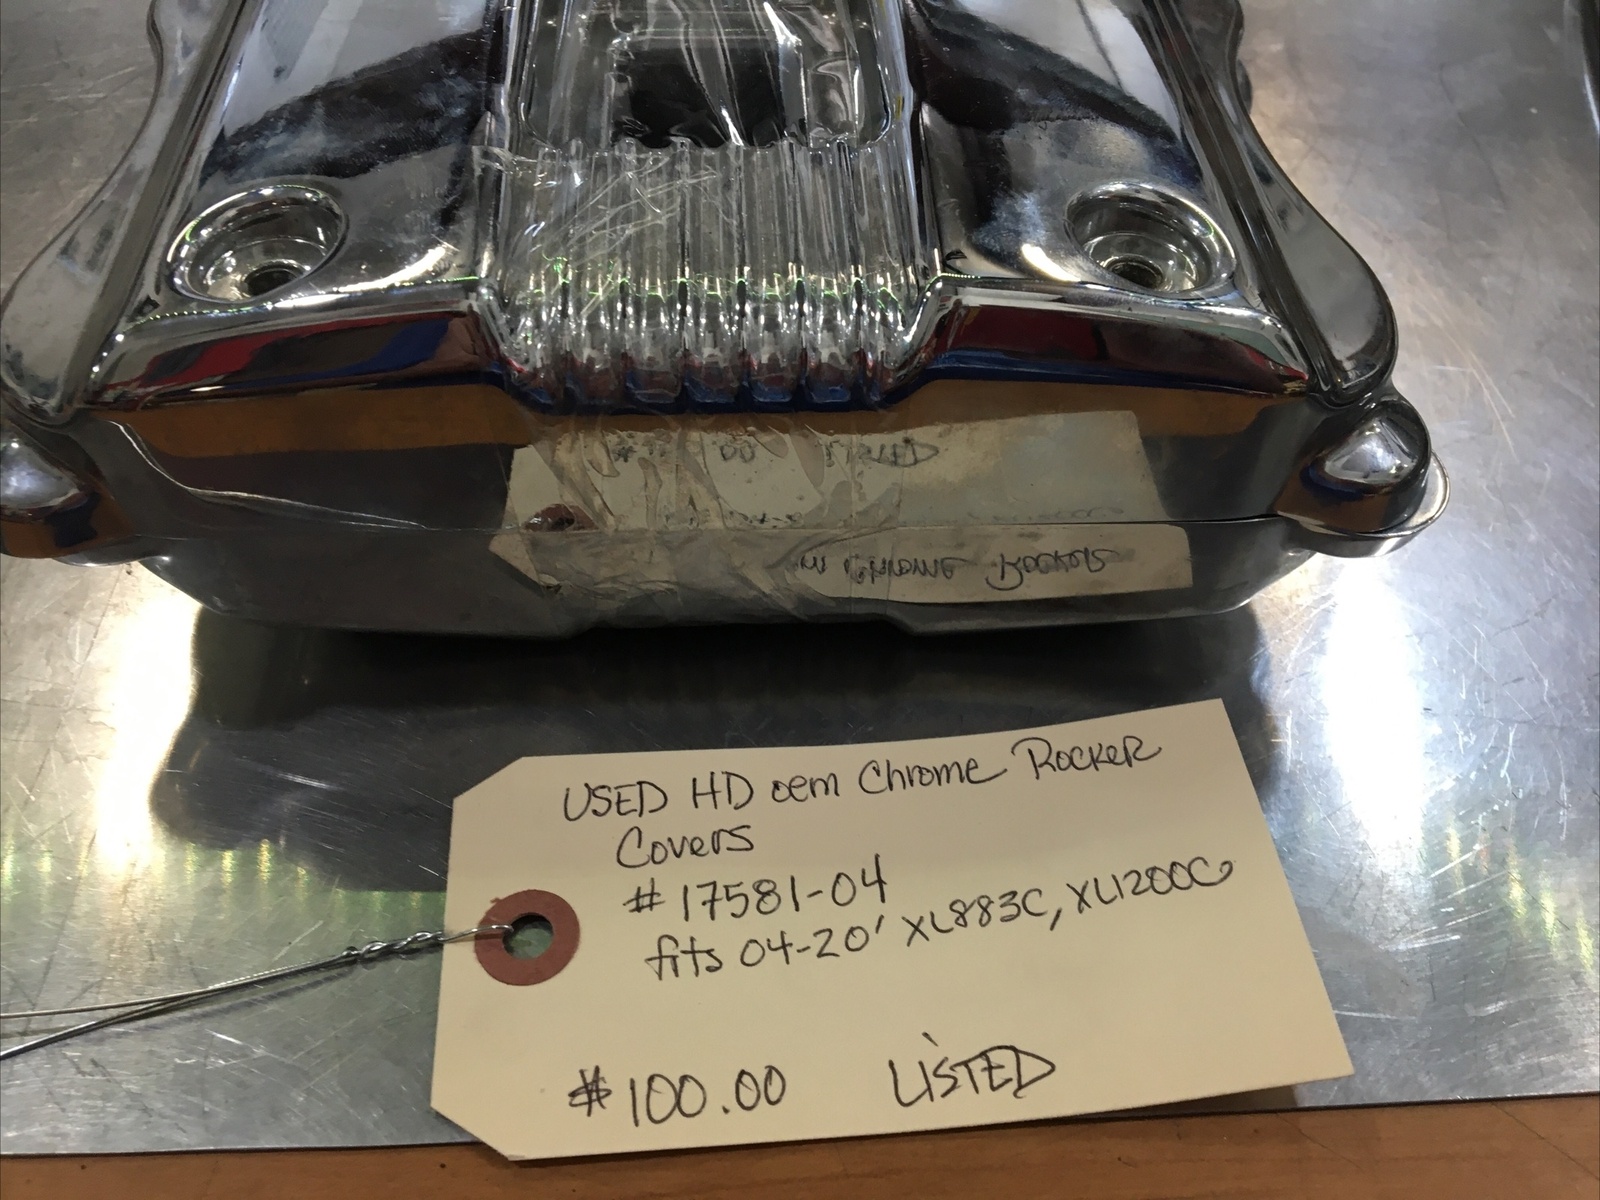 USED HD oem Chrome Rocker
Covers
# 17581-04
fits 04-20' XL883C, XL1200C
$100.00 LISTED